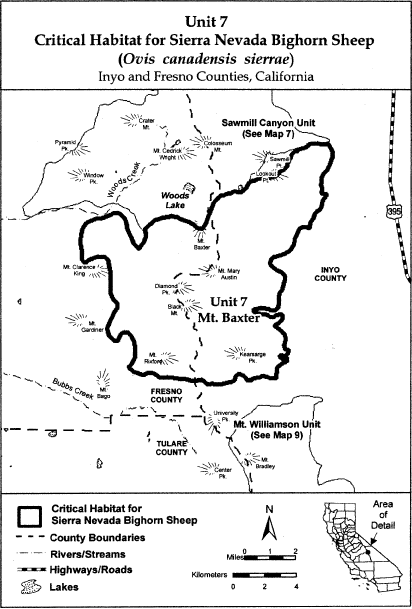 Unit 7
Critical Habitat for Sierra Nevada Bighorn Sheep
(Ovis canadensis sierrae)
Inyo and Fresno Counties, California
Crater
Mt.
Sawmill Canyon Unit
(See Map 7)
Pyramid
Pk.
Mt. Cedrick
Wright
Colosseum
Mt.
Sawmill
Pt.
Lookout
Pt.
Window
Pk.
Woods Creek
Woods
Lake
395
Mt.
Baxter
Mt. Clarence
King
Mt. Mary
Austin
INYO
COUNTY
Diamond
Pk.
Black
Mt.
Unit 7
Mt. Baxter
Mt.
Gardiner
Mt.
Rixford
Kearsarge
Pk.
Bubbs Creek
Mt.
Bago
FRESNO
COUNTY
University
Pk.
Mt. Williamson Unit
(See Map 9)
TULARE
COUNTY
Center
Pk.
Mt.
Bradley
Critical Habitat for
Sierra Nevada Bighorn Sheep
County Boundaries
Rivers/Streams
Highways/Roads
Lakes
N
Miles 0 1 2
Kilometers 0 2 4
Area
of
Detail